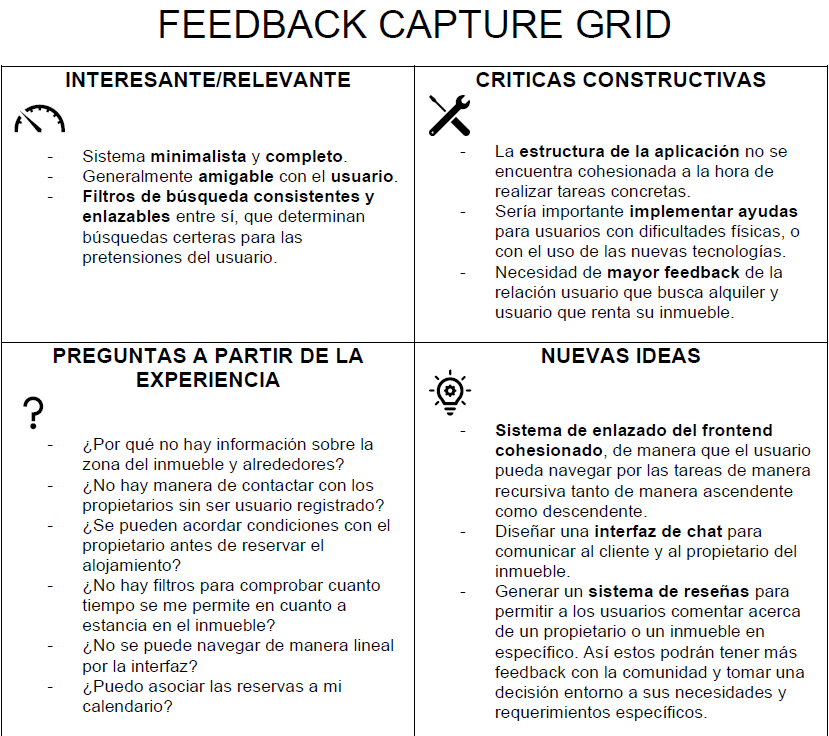 FEEDBACK CAPTURE GRID
INTERESANTE/RELEVANTE
- Sistema minimalista y completo.
- Generalmente amigable con el usuario.
- Filtros de búsqueda consistentes y
enlazables entre sí, que determinan
búsquedas certeras para las
pretensiones del usuario.
CRITICAS CONSTRUCTIVAS
- La estructura de la aplicación no se
encuentra cohesionada a la hora de
realizar tareas concretas.
- Sería importante implementar ayudas
para usuarios con dificultades físicas, o
con el uso de las nuevas tecnologías.
- Necesidad de mayor feedback de la
relación usuario que busca alquiler y
usuario que renta su inmueble.
PREGUNTAS A PARTIR DE LA
EXPERIENCIA
?
- ¿Por qué no hay información sobre la
zona del inmueble y alrededores?
- ¿No hay manera de contactar con los
propietarios sin ser usuario registrado?
- ¿Se pueden acordar condiciones con el
propietario antes de reservar el
alojamiento?
- ¿No hay filtros para comprobar cuanto
tiempo se me permite en cuanto a
estancia en el inmueble?
- ¿No se puede navegar de manera lineal
por la interfaz?
- ¿Puedo asociar las reservas a mi
calendario?
NUEVAS IDEAS
- Sistema de enlazado del frontend
cohesionado, de manera que el usuario
pueda navegar por las tareas de manera
recursiva tanto de manera ascendente
como descendente.
- Diseñar una interfaz de chat para
comunicar al cliente y al propietario del
inmueble.
- Generar un sistema de reseñas para
permitir a los usuarios comentar acerca
de un propietario o un inmueble en
específico. Así estos podrán tener más
feedback con la comunidad y tomar una
decisión entorno a sus necesidades y
requerimientos específicos.